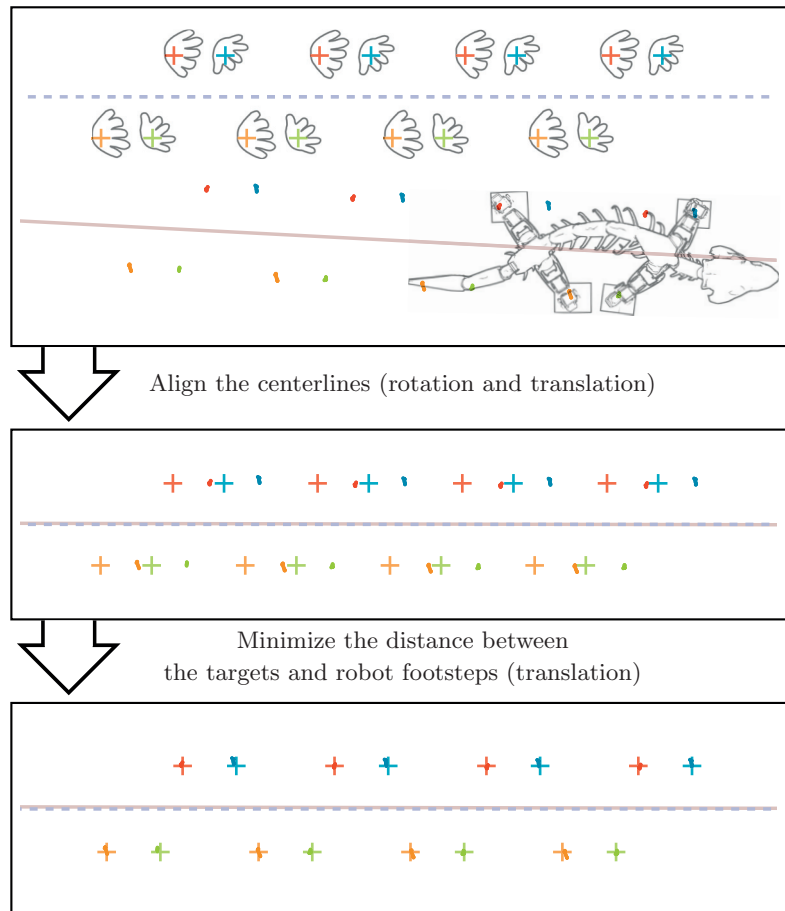 Align the centerlines (rotation and translation)
Minimize the distance between
the targets and robot footsteps (translation)